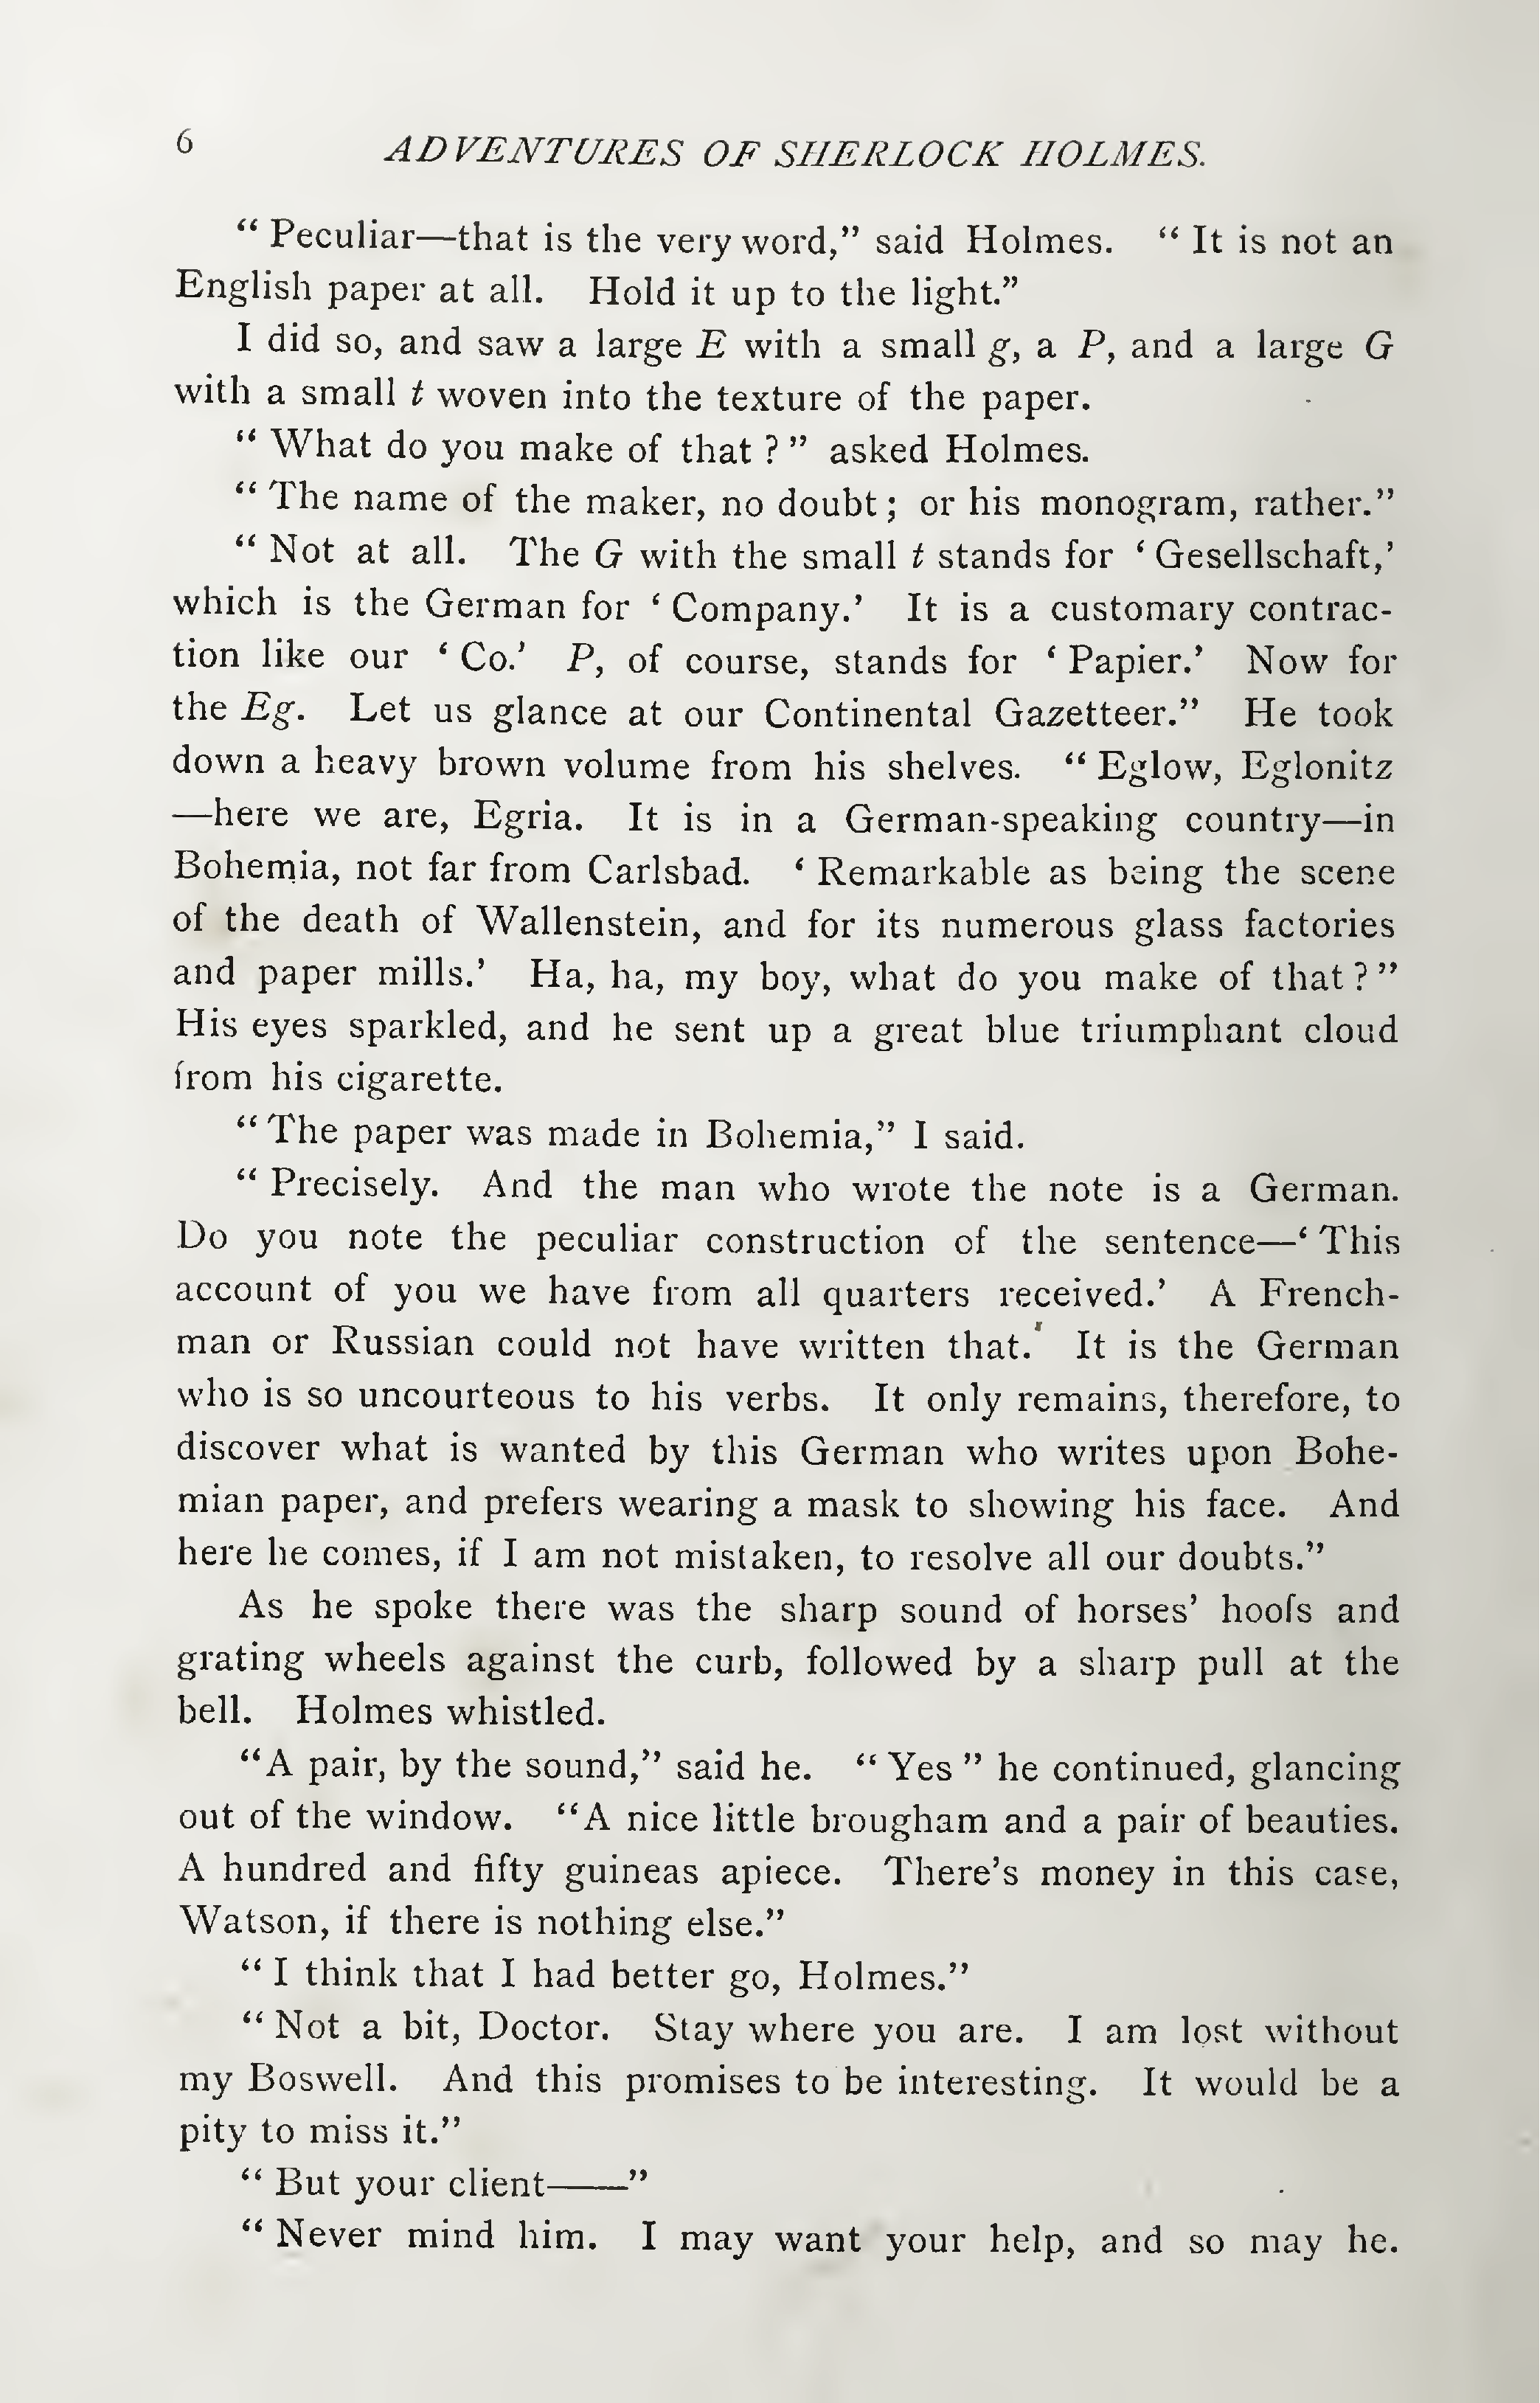 6 ADVENTURES OF SHERLOCK HOLMES.
“ Peculiar—that is the very word,” said Holmes. “ It is not an
English paper at all. Hold it up to the light.”
I did so, and saw a large E with a small g, a P, and a large G
with a small t woven into the texture of the paper.
“ What do you make of that ? ” asked Holmes.
“ The name of the maker, no doubt ; or his monogram, rather.”
“ Not at all. The G with the small t stands for ‘ Gesellschaft,’
which is the German for ‘ Company.’ It is a customary contrac-
tion like our ‘ Co.’ P, of course, stands for ‘ Papier.’ Now for
the Eg. Let us glance at our Continental Gazetteer.” He took
down a heavy brown volume from his shelves. “ Eglow, Eglonitz
—here we are, Egria. It is in a German-speaking country—in
Bohemia, not far from Carlsbad. ‘ Remarkable as being the scene
of the death of Wallenstein, and for its numerous glass factories
and paper mills.’ Ha, ha, my boy, what do you make of that ? ”
His eyes sparkled, and he sent up a great blue triumphant cloud
from his cigarette.
“ The paper was made in Bohemia,” I said.
“ Precisely. And the man who wrote the note is a German.
Do you note the peculiar construction of the sentence—‘ This
account of you we have from all quarters received.’ A French-
man or Russian could not have written that. It is the German
who is so uncourteous to his verbs. It only remains, therefore, to
discover what is wanted by this German who writes upon Bohe-
mian paper, and prefers wearing a mask to showing his face. And
here he comes, if I am not mistaken, to resolve all our doubts.”
As he spoke there was the sharp sound of horses’ hoofs and
grating wheels against the curb, followed by a sharp pull at the
bell. Holmes whistled.
“A pair, by the sound,” said he. “ Yes ” he continued, glancing
out of the window. “A nice little brougham and a pair of beauties.
A hundred and fifty guineas apiece. There’s money in this case,
Watson, if there is nothing else.”
“ I think that I had better go, Holmes.”
“ Not a bit, Doctor. Stay where you are. I am lost without
my Boswell. And this promises to be interesting. It would be a
pity to miss it.”
“ But your client——”
“ Never mind him. I may want your help, and so may he.